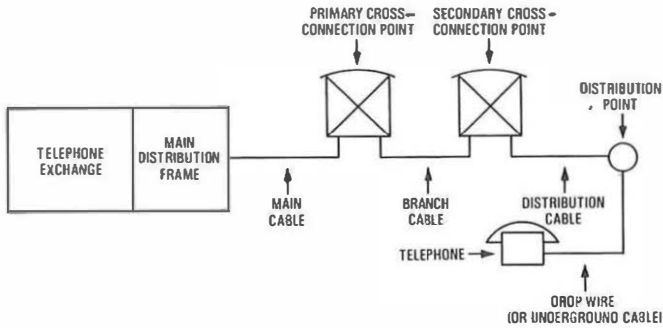 PRIMARY CROSS-
CONNECTION POINT
SECONDARY CROSS-
CONNECTION POINT
DISTRIBUTION
POINT
TELEPHONE
EXCHANGE
MAIN
DISTRIBUTION
FRAME
MAIN
CABLE
BRANCH
CABLE
DISTRIBUTION
CABLE
TELEPHONE
DROP WIRE
(OR UNDERGROUND CABLE)